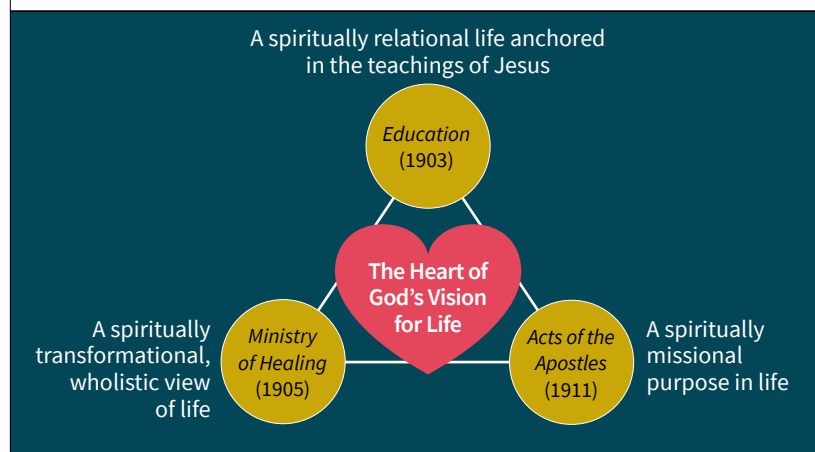 A spiritually relational life anchored
in the teachings of Jesus
Education
(1903)
The Heart of
God’s Vision
for Life
A spiritually
transformational,
wholistic view
of life
Ministry
of Healing
(1905)
Acts of the
Apostles
(1911)
A spiritually
missional
purpose in life